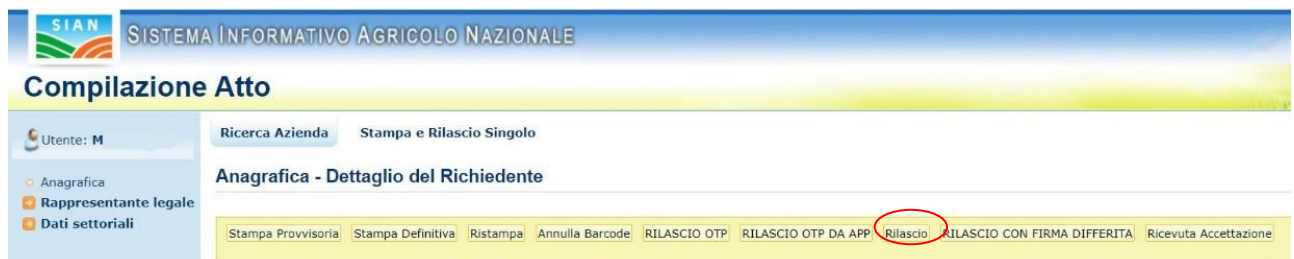 SIAN
SISTEMA INFORMATIVO AGRICOLO NAZIONALE
Compilazione Atto
Utente: M
Ricerca Azienda Stampa e Rilascio Singolo
Anagrafica
Rappresentante legale
Dati settoriali
Anagrafica - Dettaglio del Richiedente
Stampa Provvisoria Stampa Definitiva Ristampa Annulla Barcode RILASCIO OTP RILASCIO OTP DA APP Rilascio RILASCIO CON FIRMA DIFFERITA Ricevuta Accettazione